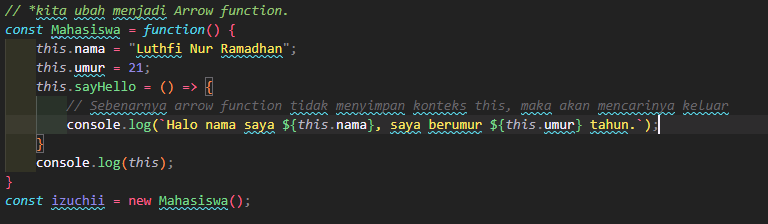 // *kita ubah menjadi Arrow function.
const Mahasiswa = function() {
    this.nama = "Luthfi Nur Ramadhan";
    this.umur = 21;
    this.sayHello = () => {
        // Sebenarnya arrow function tidak menyimpan konteks this, maka akan mencarinya keluar
        console.log(`Halo nama saya ${this.nama}, saya berumur ${this.umur} tahun.`);
    }
    console.log(this);
}
const izuchii = new Mahasiswa();